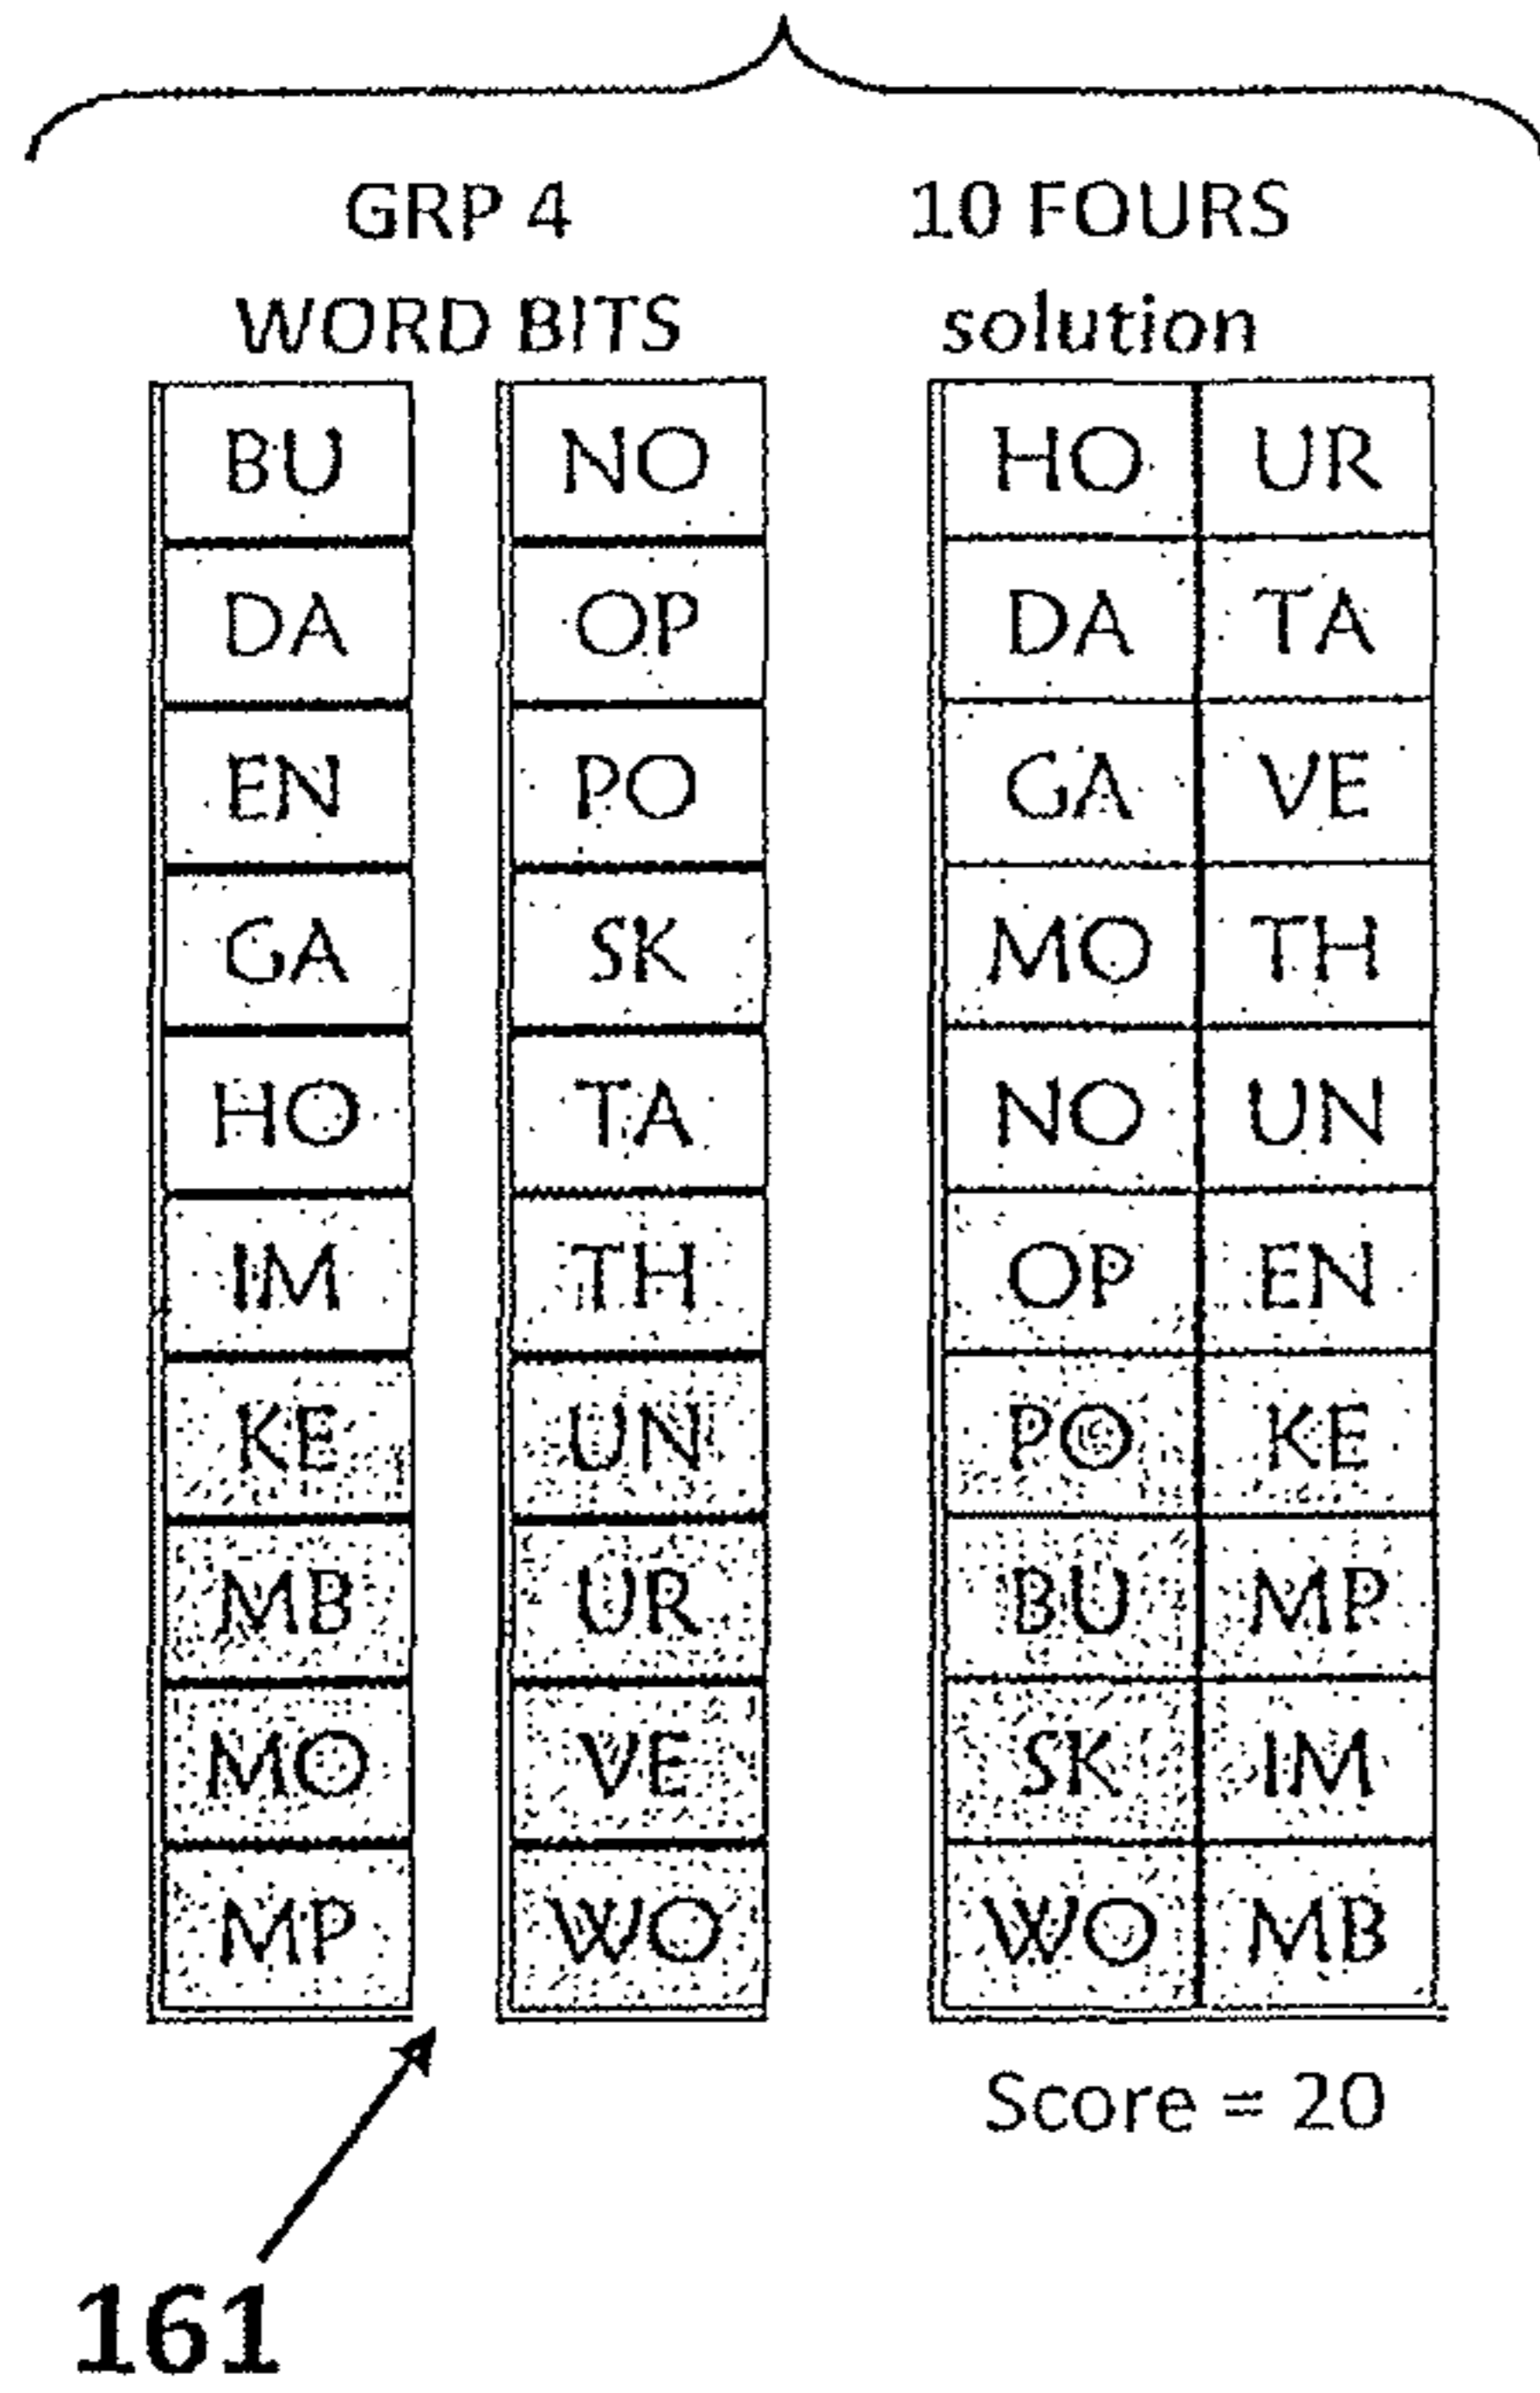 GRP 4 10 FOURS
WORD BITS solution
BU NO HO UR
DA OP DA TA
EN PO GA VE
GA SK MO TH
HO TA NO UN
IM TH OP EN
KE UN PO KE
MB UR BU MP
MO VE SK IM
MP WO WO MB
Score = 20
161